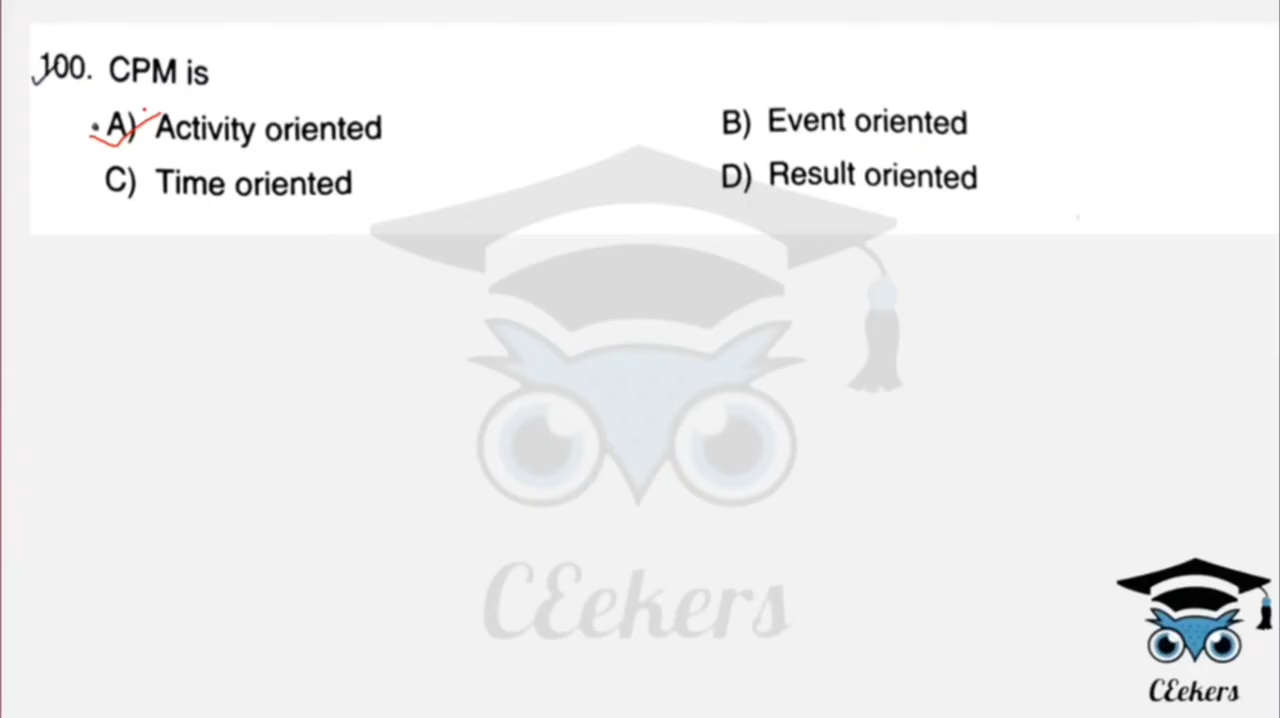 100. CPM is
A) Activity oriented
B) Event oriented
C) Time oriented
D) Result oriented
CEekers
CEekers